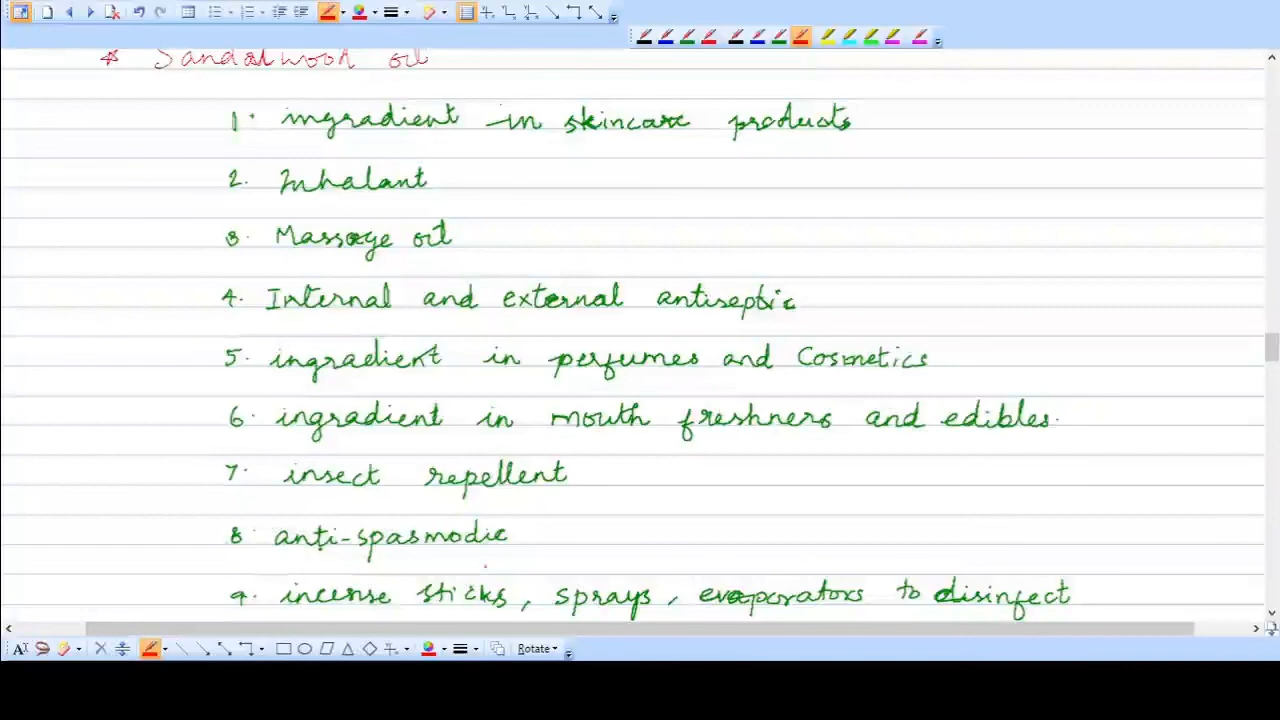 * Sandalwood oil
1. ingradient in skincare products
2. Inhalant
3. Massage oil
4. Internal and external antiseptic
5. ingradient in perfumes and Cosmetics
6. ingradient in mouth freshners and edibles.
7. insect repellent
8. anti-spasmodic
9. incense sticks, sprays, evaporators to disinfect
Rotate